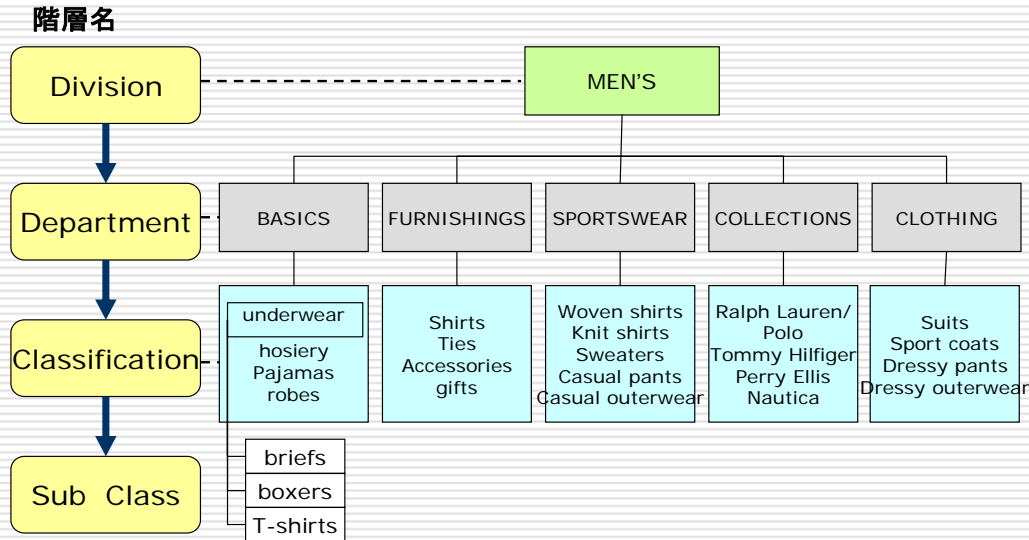 階層名
Division
MEN'S
Department
BASICS
FURNISHINGS
SPORTSWEAR
COLLECTIONS
CLOTHING
Classification
underwear
hosiery
Pajamas
robes
Shirts
Ties
Accessories
gifts
Woven shirts
Knit shirts
Sweaters
Casual pants
Casual outerwear
Ralph Lauren/
Polo
Tommy Hilfiger
Perry Ellis
Nautica
Suits
Sport coats
Dressy pants
Dressy outerwear
Sub Class
briefs
boxers
T-shirts